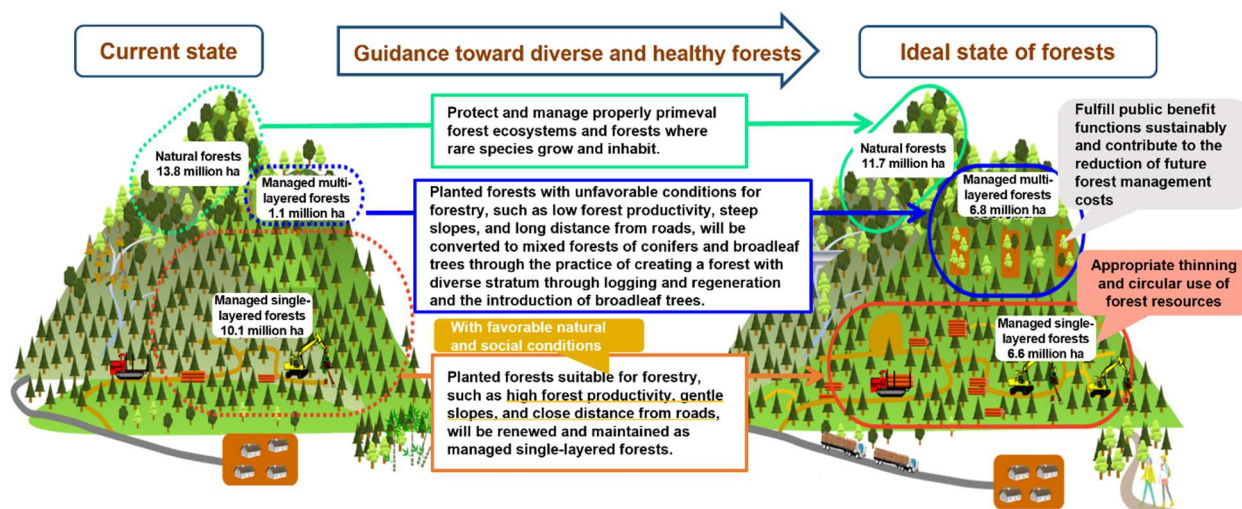 Current state
Guidance toward diverse and healthy forests
Ideal state of forests
Natural forests
13.8 million ha
Managed multi-
layered forests
1.1 million ha
Managed single-
layered forests
10.1 million ha
Protect and manage properly primeval
forest ecosystems and forests where
rare species grow and inhabit.
Planted forests with unfavorable conditions for
forestry, such as low forest productivity, steep
slopes, and long distance from roads, will be
converted to mixed forests of conifers and broadleaf
trees through the practice of creating a forest with
diverse stratum through logging and regeneration
and the introduction of broadleaf trees.
With favorable natural
and social conditions
Planted forests suitable for forestry,
such as high forest productivity, gentle
slopes, and close distance from roads,
will be renewed and maintained as
managed single-layered forests.
Natural forests
11.7 million ha
Managed multi-
layered forests
6.8 million ha
Managed single-
layered forests
6.6 million ha
Fulfill public benefit
functions sustainably
and contribute to the
reduction of future
forest management
costs
Appropriate thinning
and circular use of
forest resources